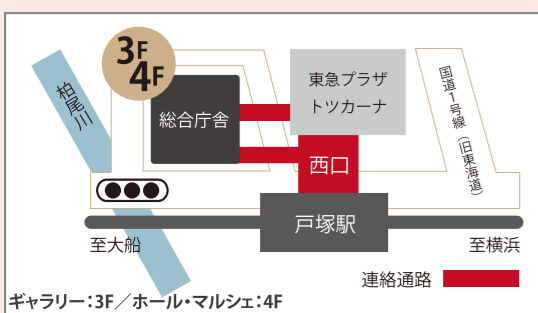 3F
4F
東急プラザ
トツカーナ
国道1号線(旧東海道)
柏尾川
総合庁舎
西口
戸塚駅
至大船
至横浜
連絡通路
ギャラリー:3F/ホール・マルシェ:4F